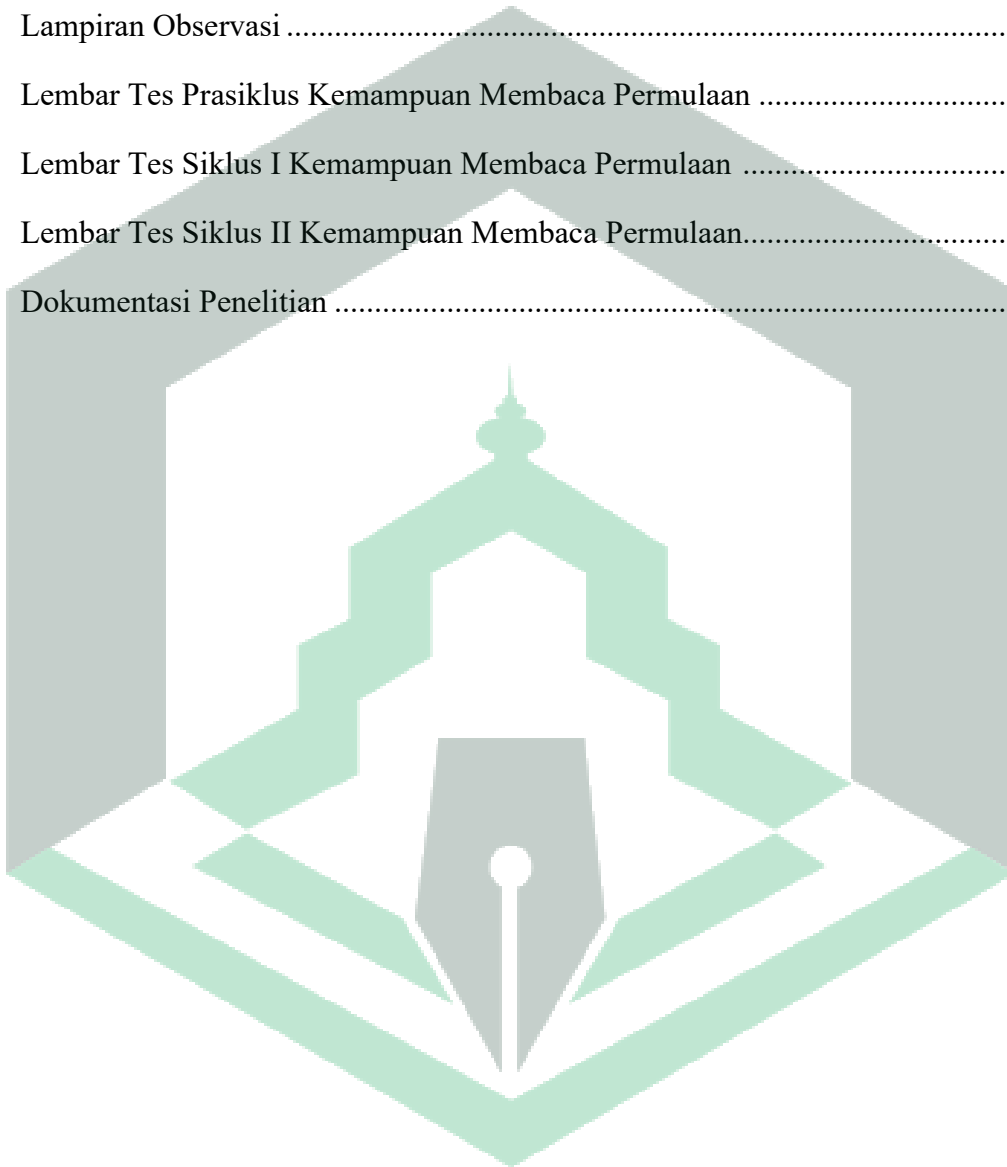 Lampiran Observasi ........................................................................................
Lembar Tes Prasiklus Kemampuan Membaca Permulaan ..............................
Lembar Tes Siklus I Kemampuan Membaca Permulaan ................................
Lembar Tes Siklus II Kemampuan Membaca Permulaan................................
Dokumentasi Penelitian ..................................................................................